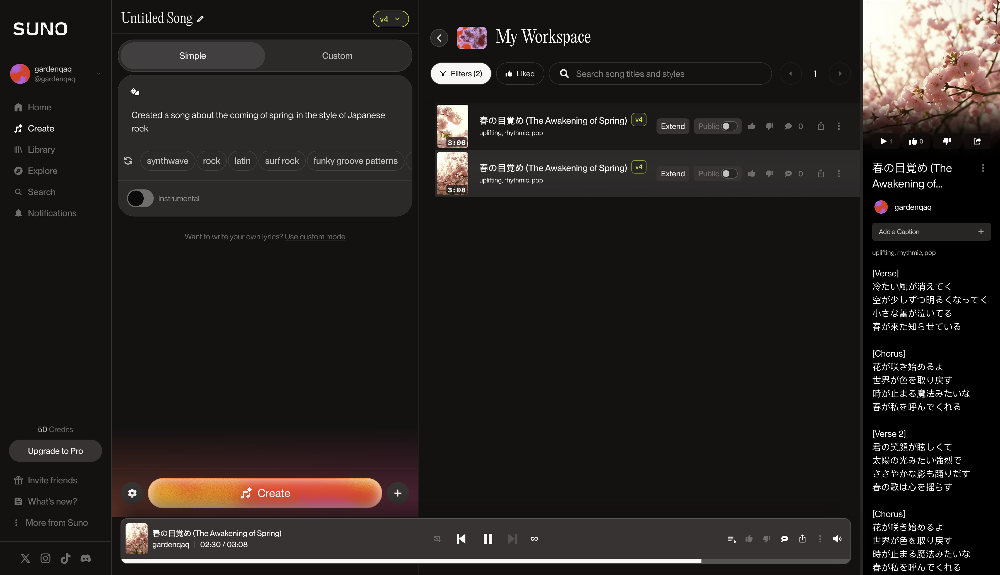 SUNO
gardenqaq
@gardenqaq
Home
Create
Library
Explore
Search
Notifications
50 Credits
Upgrade to Pro
Invite friends
What's new?
More from Suno
Untitled Song
v4
Simple
Custom
Created a song about the coming of spring, in the style of Japanese
rock
synthwave
rock
latin
surf rock
funky groove patterns
Instrumental
Want to write your own lyrics? Use custom mode
Create
My Workspace
Filters (2)
Liked
Search song titles and styles
1
3:06
春の目覚め (The Awakening of Spring)
v4
uplifting, rhythmic, pop
Extend
Public
0
3:08
春の目覚め (The Awakening of Spring)
v4
uplifting, rhythmic, pop
Extend
Public
0
春の目覚め (The Awakening of Spring)
gardenqaq | 02:30 / 03:08
1
0
春の目覚め (The
Awakening of...
gardenqaq
Add a Caption
uplifting, rhythmic, pop
[Verse]
冷たい風が消えてく
空が少しずつ明るくなってく
小さな蕾が泣いてる
春が来た知らせている
[Chorus]
花が咲き始めるよ
世界が色を取り戻す
時が止まる魔法みたいな
春が私を呼んでくれる
[Verse 2]
君の笑顔が眩しくて
太陽の光みたい強烈で
ささやかな影も踊りだす
春の歌は心を揺らす
[Chorus]
花が咲き始めるよ
世界が色を取り戻す
時が止まる魔法みたいな
春が私を呼んでくれる